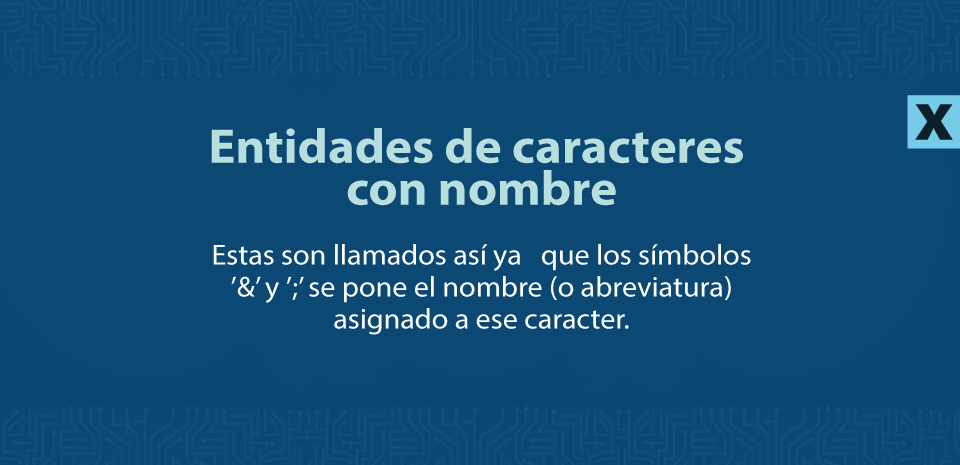 X
Entidades de caracteres
con nombre
Estas son llamados así ya   que los símbolos
’&’ y ’;’ se pone el nombre (o abreviatura)
asignado a ese caracter.